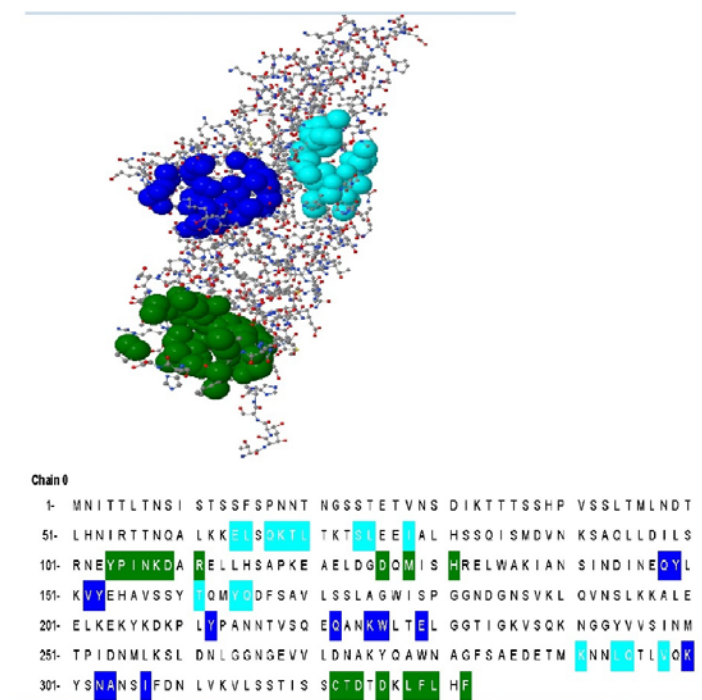 Chain 0
1- MNITTLTNSI STSSFSPNNT NGSSTETVNS DIKTTTSSHP VSSLTMLNDT
51- LHNIRTTNQA LKKELSQKTL TKTSLEEIAL HSSQISMDVN KSAQLLDILS
101- RNEYPINKDA RELLHSAPKE AELDGDQMIS HRELWAKIAN SINDINEQYL
151- KVYEHAVSSY TQMYQDFSAV LSSLAGWISP GGNDGNSVKL QVNSLKKALE
201- ELKEKYKDKP LYPANNTVSQ EQANKWLTEL GGTIGKVSQK NGGYVVSINM
251- TPIDNMLKSL DNLGGNGEVV LDNAKYQAWN AGFSAEDETM KNNLQTLVQK
301- YSNANSIFDN LVKVLSSTIS SCTDTDKLFL HF